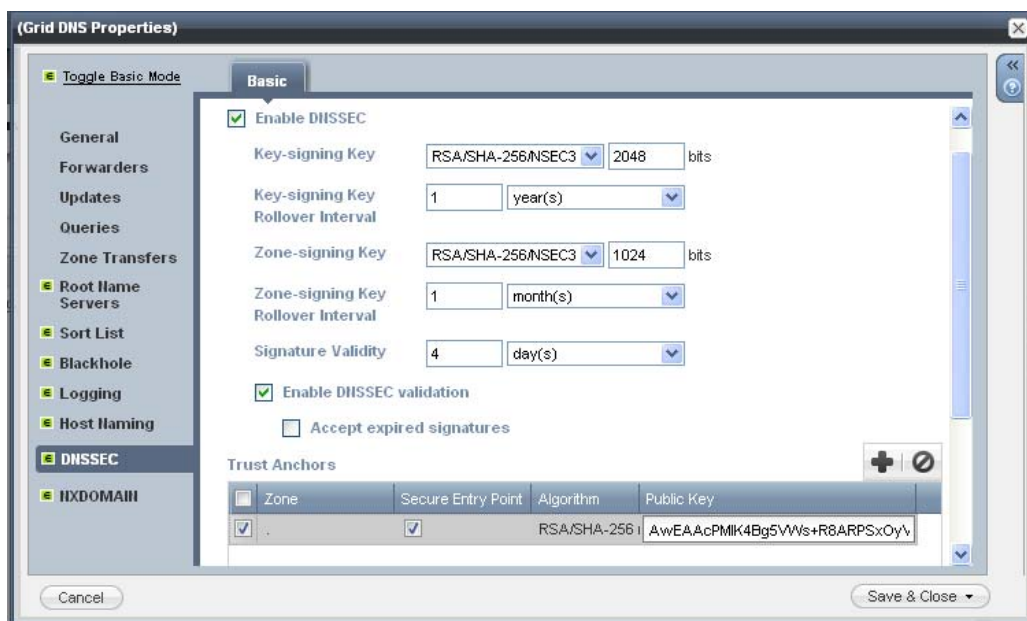 (Grid DNS Properties)
Toggle Basic Mode
Basic
General
Forwarders
Updates
Queries
Zone Transfers
Root Name
Servers
Sort List
Blackhole
Logging
Host Naming
DNSSEC
NXDOMAIN
Enable DNSSEC
Key-signing Key RSA/SHA-256/NSEC3 2048 bits
Key-signing Key
Rollover Interval 1 year(s)
Zone-signing Key RSA/SHA-256/NSEC3 1024 bits
Zone-signing Key
Rollover Interval 1 month(s)
Signature Validity 4 day(s)
Enable DNSSEC validation
Accept expired signatures
Trust Anchors
Zone Secure Entry Point Algorithm Public Key
. RSA/SHA-256
Cancel
Save & Close